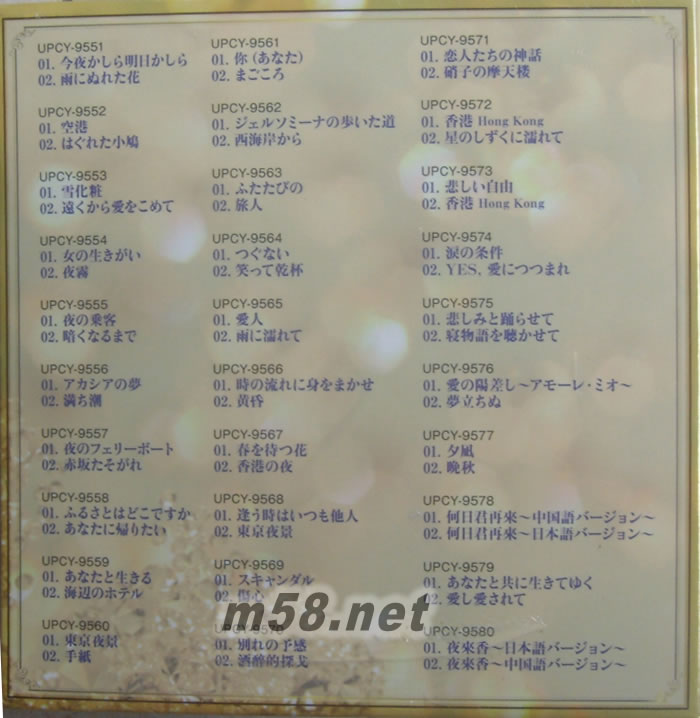 UPCY-9551
01. 今夜かしら明日かしら
02. 雨にぬれた花
UPCY-9552
01. 空港
02. はぐれた小鳩
UPCY-9553
01. 雪化粧
02. 遠くから愛をこめて
UPCY-9554
01. 女の生きがい
02. 夜霧
UPCY-9555
01. 夜の乗客
02. 暗くなるまで
UPCY-9556
01. アカシアの夢
02. 満ち潮
UPCY-9557
01. 夜のフェリーボート
02. 赤坂たそがれ
UPCY-9558
01. ふるさとはどこですか
02. あなたに帰りたい
UPCY-9559
01. あなたと生きる
02. 海辺のホテル
UPCY-9560
01. 東京夜景
02. 手紙
UPCY-9561
01. 你 (あなた)
02. まごころ
UPCY-9562
01. ジェルソミーナの歩いた道
02. 西海岸から
UPCY-9563
01. ふたたびの
02. 旅人
UPCY-9564
01. つぐない
02. 笑って乾杯
UPCY-9565
01. 愛人
02. 雨に濡れて
UPCY-9566
01. 時の流れに身をまかせ
02. 黄昏
UPCY-9567
01. 春を待つ花
02. 香港の夜
UPCY-9568
01. 逢う時はいつも他人
02. 東京夜景
UPCY-9569
01. スキャンダル
02. 傷心
UPCY-9570
01. 別れの予感
02. 酒醉的探戈
UPCY-9571
01. 恋人たちの神話
02. 硝子の摩天楼
UPCY-9572
01. 香港 Hong Kong
02. 星のしずくに濡れて
UPCY-9573
01. 悲しい自由
02. 香港 Hong Kong
UPCY-9574
01. 涙の条件
02. YES, 愛につつまれ
UPCY-9575
01. 悲しみと踊らせて
02. 寝物語を聴かせて
UPCY-9576
01. 愛の陽差し〜アモーレ・ミオ〜
02. 夢立ちぬ
UPCY-9577
01. 夕凪
02. 晩秋
UPCY-9578
01. 何日君再來〜中国語バージョン〜
02. 何日君再來〜日本語バージョン〜
UPCY-9579
01. あなたと共に生きてゆく
02. 愛し愛されて
UPCY-9580
01. 夜來香〜日本語バージョン〜
02. 夜來香〜中国語バージョン〜
m58.net